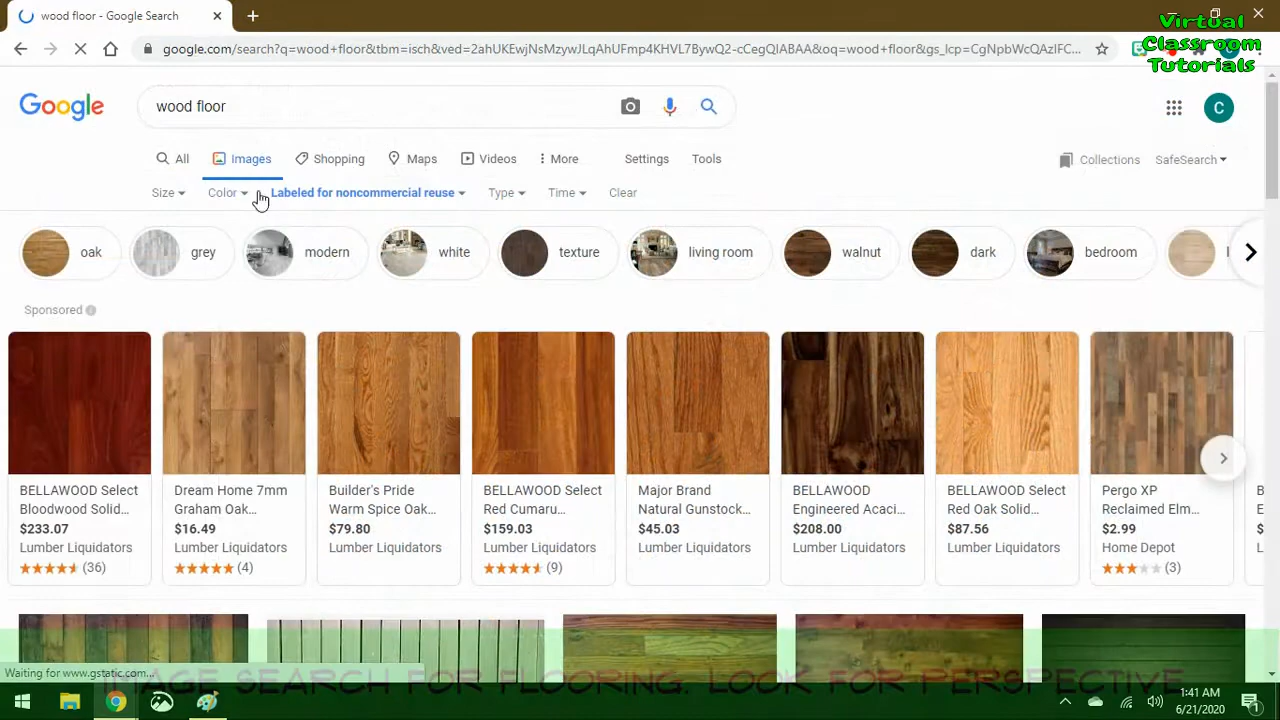 wood floor - Google Search
Virtual
Classroom
Tutorials
google.com/search?q=wood+floor&tbm=isch&ved=2ahUKEwjNsMzywJLqAhUFmp4KHVL7BywQ2-cCegQIABAA&oq=wood+floor&gs_lcp=CgNpbWcQAzIFC...
Google
wood floor
C
All Images Shopping Maps Videos More Settings Tools Collections SafeSearch
Size Color Labeled for noncommercial reuse Type Time Clear
oak grey modern white texture living room walnut dark bedroom
Sponsored
BELLAWOOD Select
Bloodwood Solid...
$233.07
Lumber Liquidators
(36)
Dream Home 7mm
Graham Oak...
$16.49
Lumber Liquidators
(4)
Builder's Pride
Warm Spice Oak...
$79.80
Lumber Liquidators
BELLAWOOD Select
Red Cumaru...
$159.03
Lumber Liquidators
(9)
Major Brand
Natural Gunstock...
$45.03
Lumber Liquidators
BELLAWOOD
Engineered Acaci...
$208.00
Lumber Liquidators
BELLAWOOD Select
Red Oak Solid...
$87.56
Lumber Liquidators
Pergo XP
Reclaimed Elm...
$2.99
Home Depot
(3)
Waiting for www.gstatic.com...
IMAGE SEARCH FOR FLOORING. LOOK FOR PERSPECTIVE
1:41 AM
6/21/2020